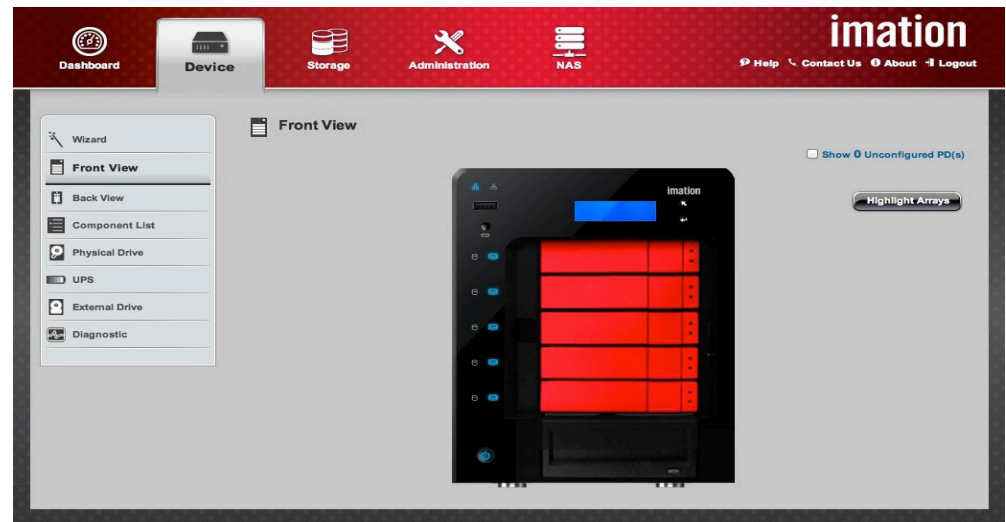 imation
Dashboard
Device
Storage
Administration
NAS
Help Contact Us About Logout
Wizard
Front View
Back View
Component List
Physical Drive
UPS
External Drive
Diagnostic
Front View
Show 0 Unconfigured PD(s)
Highlight Arrays
imation